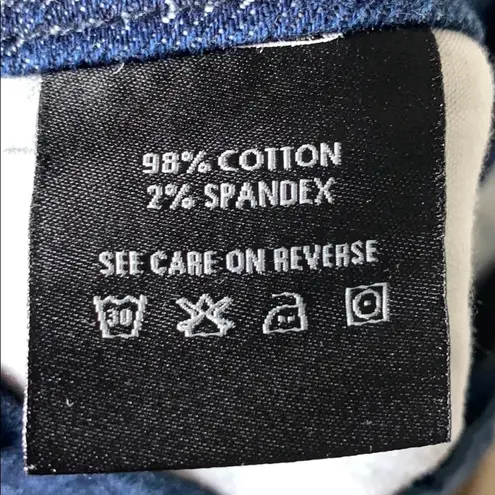 98% COTTON
2% SPANDEX
SEE CARE ON REVERSE
30